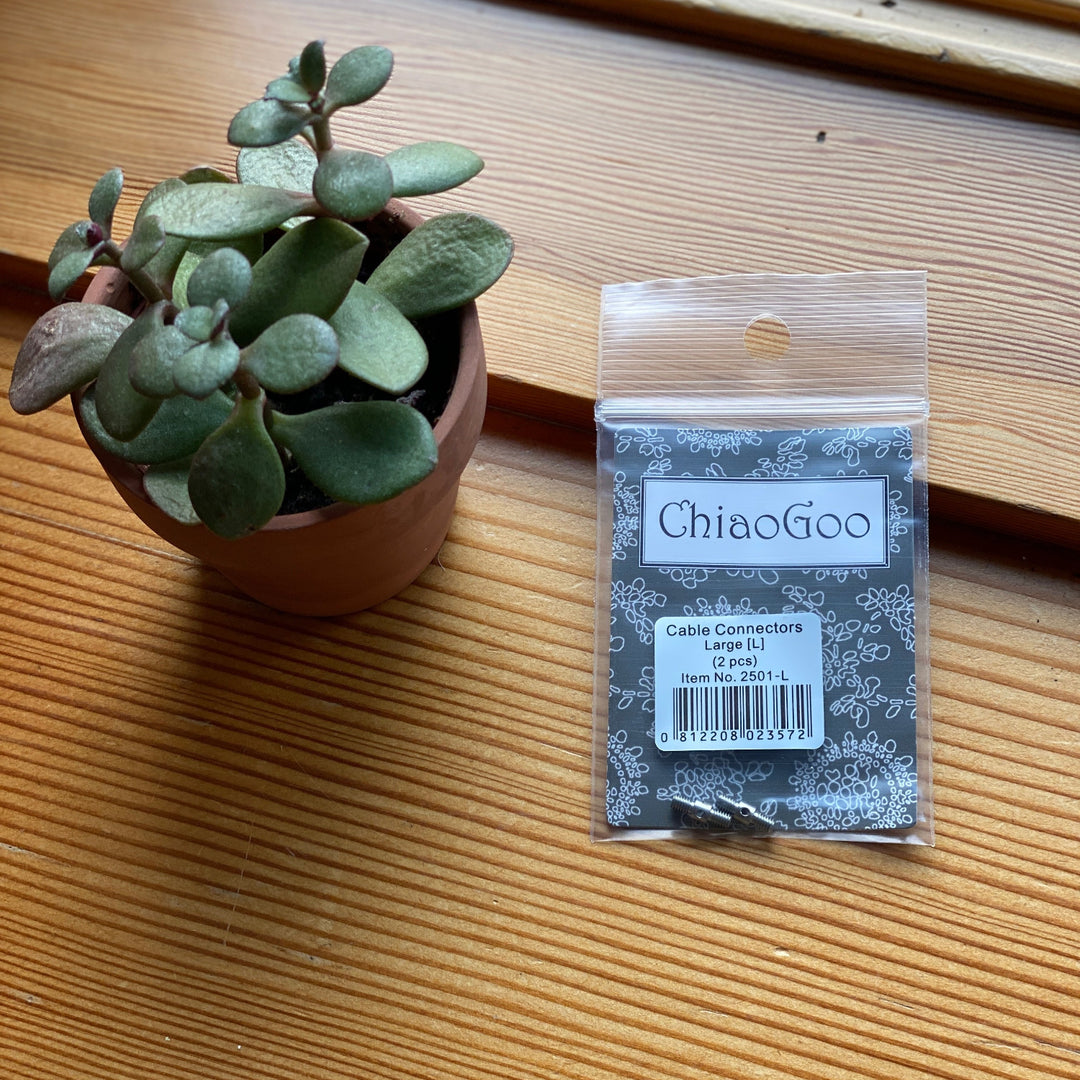 ChiaoGoo
Cable Connectors
Large [L]
(2 pcs)
Item No. 2501-L
0 812208 023572